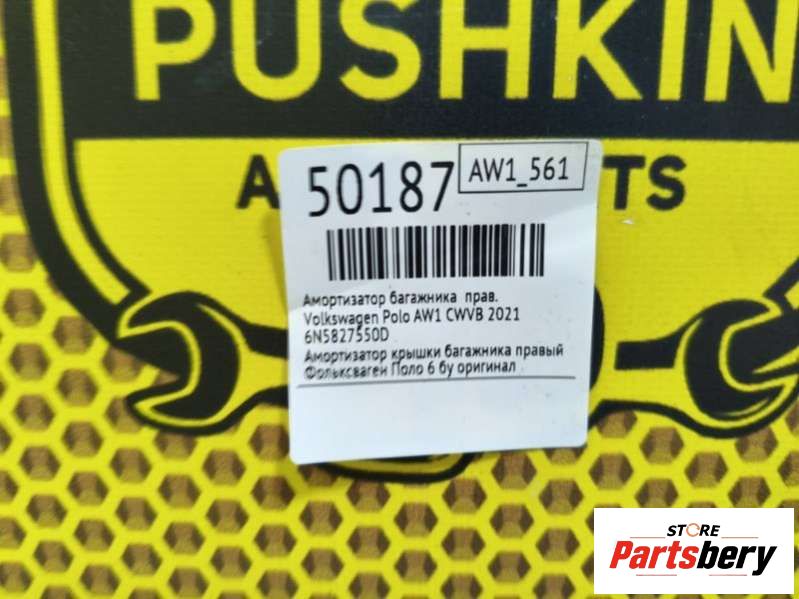 PUSHKIN
A TS
50187
AW1_561
Амортизатор багажника прав.
Volkswagen Polo AW1 CWVB 2021
6N5827550D
Амортизатор крышки багажника правый
Фольксваген Поло 6 бу оригинал
STORE
Partsbery